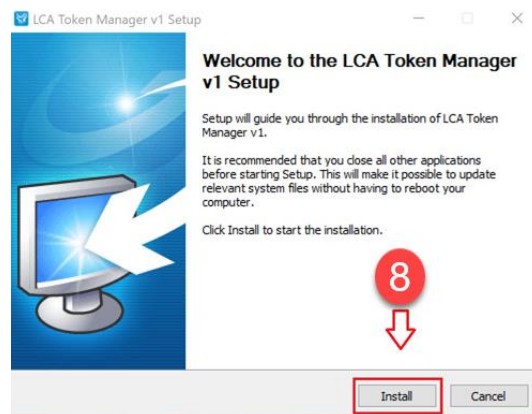 LCA Token Manager v1 Setup
Welcome to the LCA Token Manager
v1 Setup
Setup will guide you through the installation of LCA Token
Manager v1.
It is recommended that you close all other applications
before starting Setup. This will make it possible to update
relevant system files without having to reboot your
computer.
Click Install to start the installation.
8
Install Cancel